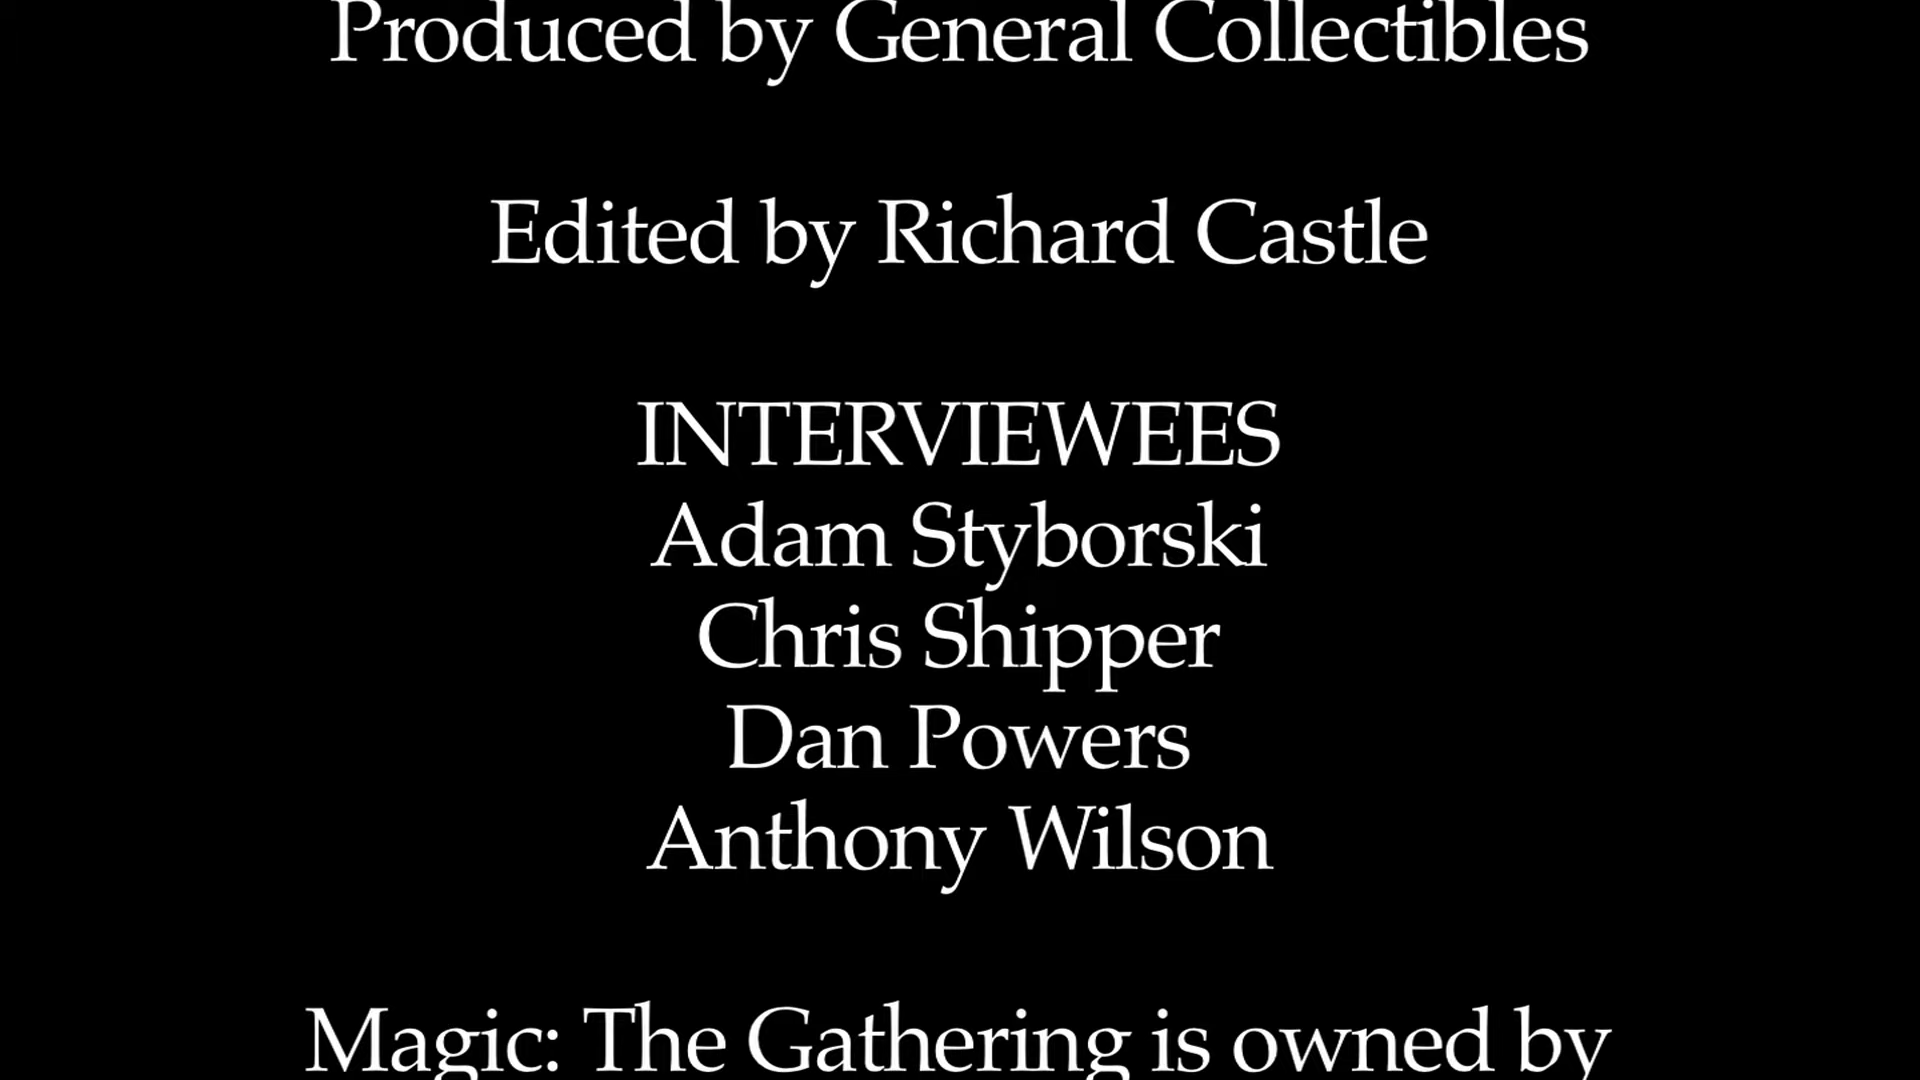 Produced by General Collectibles
Edited by Richard Castle
INTERVIEWEES
Adam Styborski
Chris Shipper
Dan Powers
Anthony Wilson
Magic: The Gathering is owned by